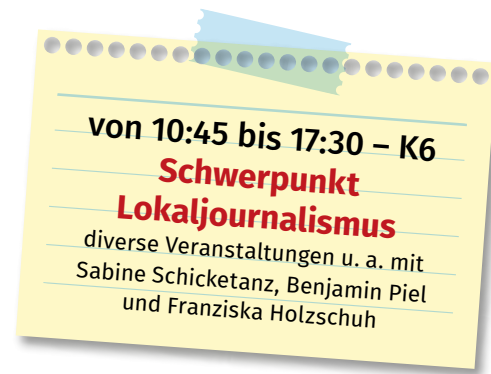 von 10:45 bis 17:30 – K6
Schwerpunkt
Lokaljournalismus
diverse Veranstaltungen u. a. mit
Sabine Schicketanz, Benjamin Piel
und Franziska Holzschuh